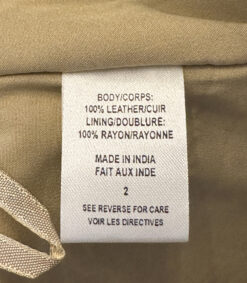 BODY/CORPS:
100% LEATHER/CUIR
LINING/DOUBLURE:
100% RAYON/RAYONNE
MADE IN INDIA
FAIT AUX INDE
2
SEE REVERSE FOR CARE
VOIR LES DIRECTIVES